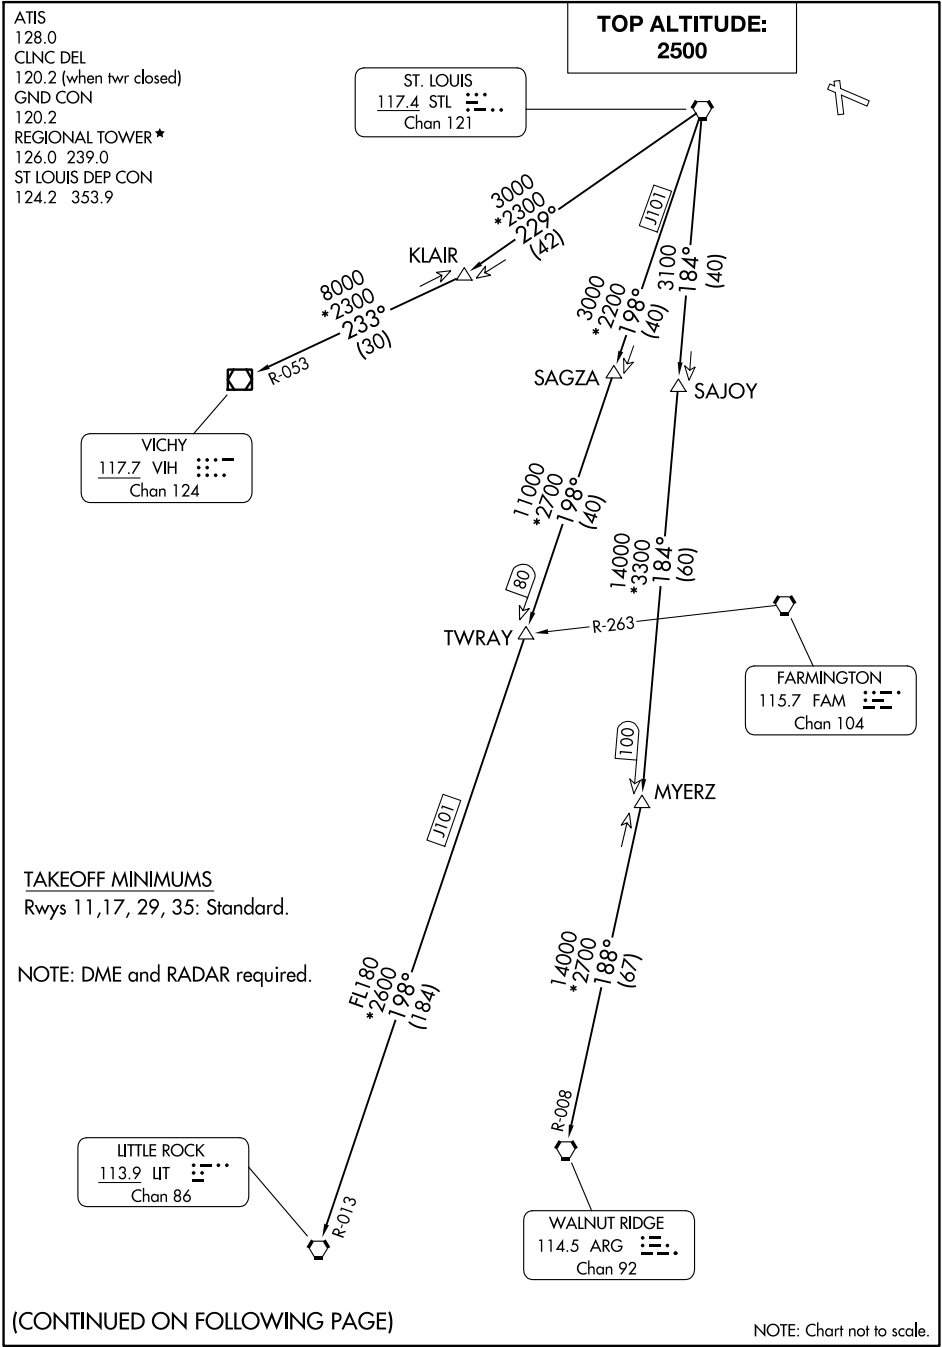 ATIS
128.0
CLNC DEL
120.2 (when twr closed)
GND CON
120.2
REGIONAL TOWER★
126.0 239.0
ST LOUIS DEP CON
124.2 353.9
TOP ALTITUDE:
2500
ST. LOUIS
117.4 STL
Chan 121
3000
*2300
229°
(42)
KLAIR
8000
*2300
233°
(30)
R-053
VICHY
117.7 VIH
Chan 124
J101
3000
*2200
198°
(40)
3100
184°
(40)
SAGZA
SAJOY
11000
*2700
198°
(40)
14000
*3300
184°
(60)
80
TWRAY
R-263
FARMINGTON
115.7 FAM
Chan 104
100
MYERZ
J101
TAKEOFF MINIMUMS
Rwys 11,17, 29, 35: Standard.
NOTE: DME and RADAR required.
FL180
*2600
198°
(184)
14000
*2700
188°
(67)
R-008
LITTLE ROCK
113.9 LIT
Chan 86
R-013
WALNUT RIDGE
114.5 ARG
Chan 92
(CONTINUED ON FOLLOWING PAGE)
NOTE: Chart not to scale.